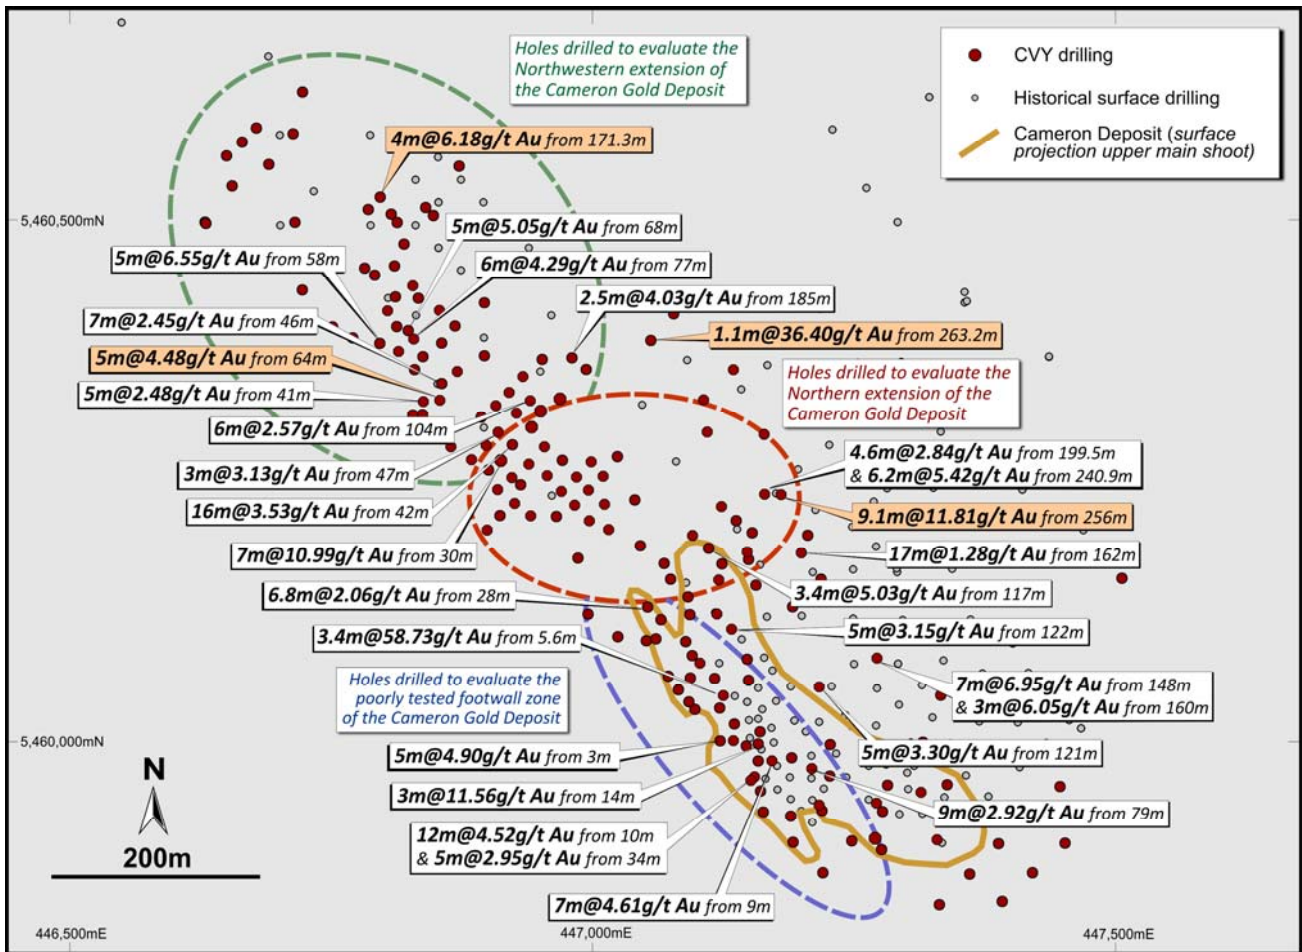 Holes drilled to evaluate the
Northwestern extension of
the Cameron Gold Deposit
CVY drilling
Historical surface drilling
Cameron Deposit (surface
projection upper main shoot)
4m@6.18g/t Au from 171.3m
5,460,500mN
5m@5.05g/t Au from 68m
5m@6.55g/t Au from 58m
6m@4.29g/t Au from 77m
2.5m@4.03g/t Au from 185m
7m@2.45g/t Au from 46m
1.1m@36.40g/t Au from 263.2m
5m@4.48g/t Au from 64m
Holes drilled to evaluate the
Northern extension of the
Cameron Gold Deposit
5m@2.48g/t Au from 41m
6m@2.57g/t Au from 104m
4.6m@2.84g/t Au from 199.5m
& 6.2m@5.42g/t Au from 240.9m
3m@3.13g/t Au from 47m
16m@3.53g/t Au from 42m
9.1m@11.81g/t Au from 256m
7m@10.99g/t Au from 30m
17m@1.28g/t Au from 162m
6.8m@2.06g/t Au from 28m
3.4m@5.03g/t Au from 117m
3.4m@58.73g/t Au from 5.6m
5m@3.15g/t Au from 122m
Holes drilled to evaluate the
poorly tested footwall zone
of the Cameron Gold Deposit
7m@6.95g/t Au from 148m
& 3m@6.05g/t Au from 160m
5,460,000mN
5m@4.90g/t Au from 3m
5m@3.30g/t Au from 121m
N
3m@11.56g/t Au from 14m
9m@2.92g/t Au from 79m
12m@4.52g/t Au from 10m
& 5m@2.95g/t Au from 34m
200m
7m@4.61g/t Au from 9m
446,500mE
447,000mE
447,500mE